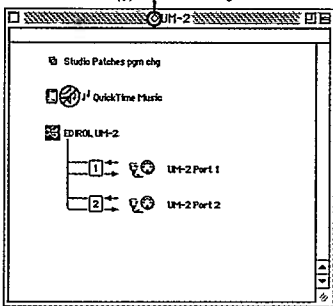 UM-2
Studio Patches pgm chg
QuickTime Music
EDIROL UM-2
1
UM-2 Port 1
2
UM-2 Port 2